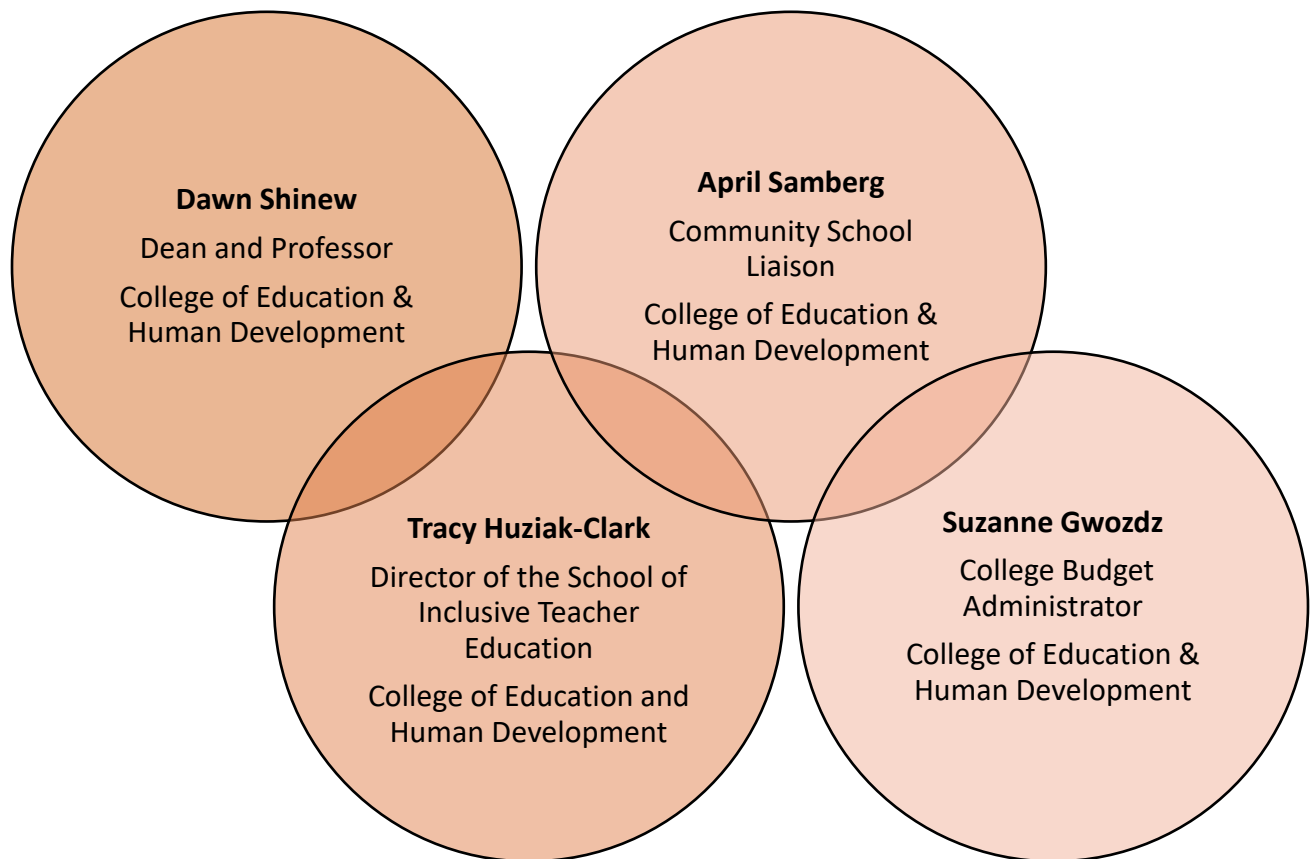 Dawn Shinew
Dean and Professor
College of Education &
Human Development
April Samberg
Community School
Liaison
College of Education &
Human Development
Tracy Huziak-Clark
Director of the School of
Inclusive Teacher
Education
College of Education and
Human Development
Suzanne Gwozdz
College Budget
Administrator
College of Education &
Human Development